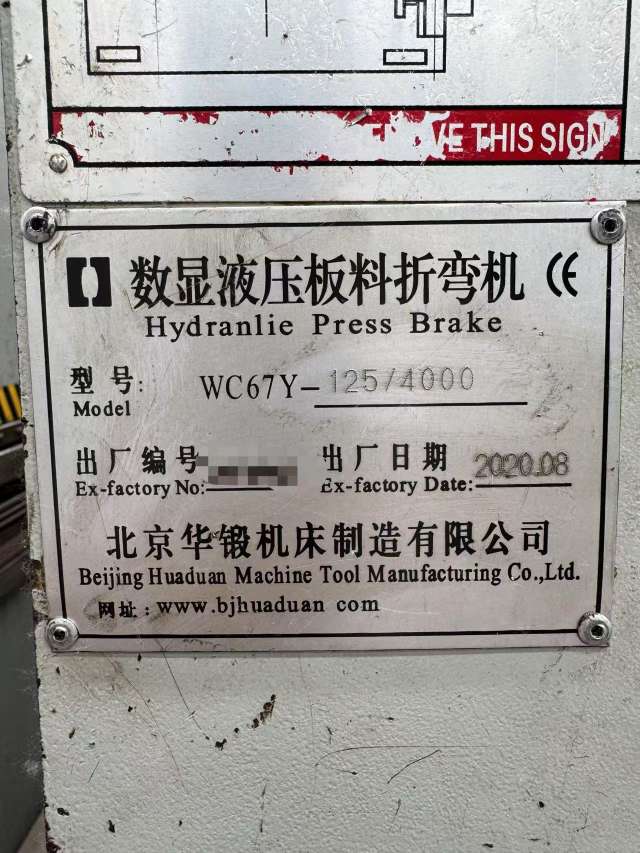 VE THIS SIGN
数显液压板料折弯机 CE
Hydranlie Press Brake
型号: WC67Y-125/4000
Model
出厂编号 出厂日期 2020.08
Ex-factory No: Ex-factory Date:
北京华锻机床制造有限公司
Beijing Huaduan Machine Tool Manufacturing Co.,Ltd.
网址：www.bjhuaduan com